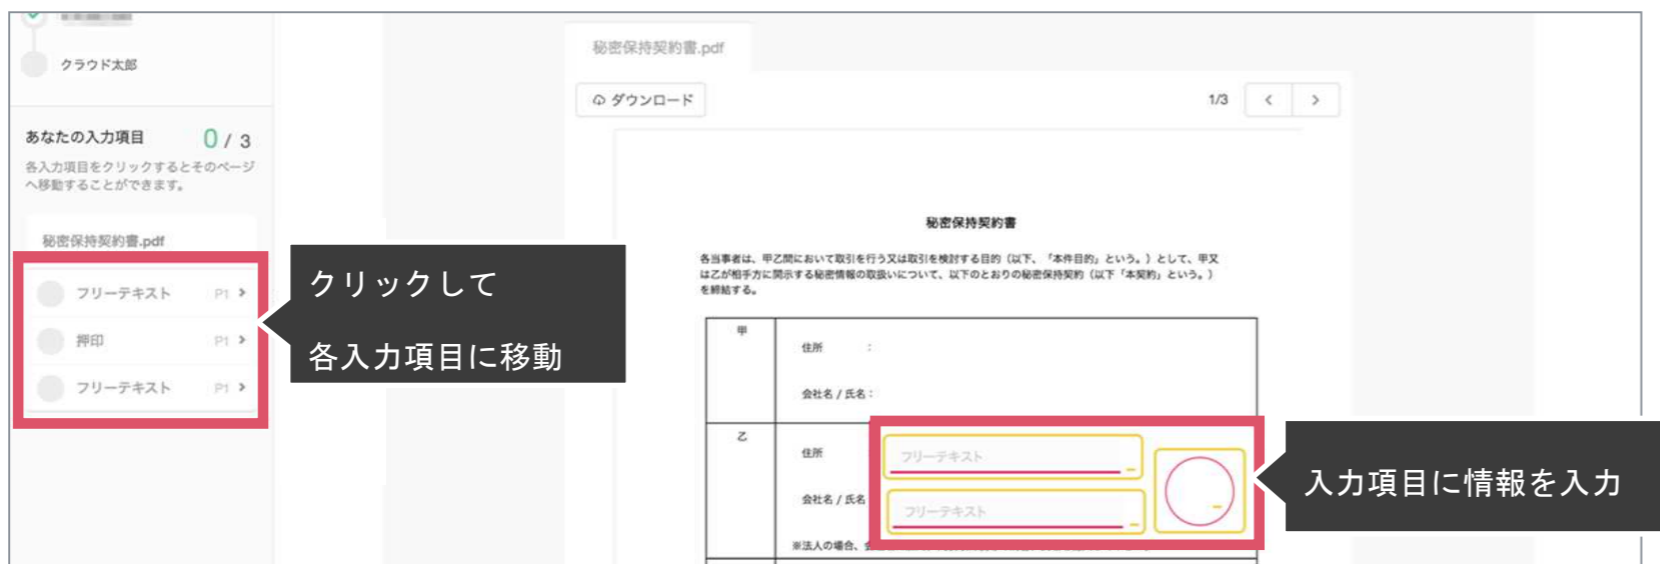 クラウド太郎
あなたの入力項目 0 / 3
各入力項目をクリックするとそのページ
へ移動することができます。
秘密保持契約書.pdf
フリーテキスト P1
押印 P1
フリーテキスト P1
クリックして
各入力項目に移動
秘密保持契約書.pdf
ダウンロード
1/3
秘密保持契約書
各当事者は、甲乙間において取引を行う又は取引を検討する目的（以下、「本件目的」という。）として、甲又
は乙が相手方に開示する秘密情報の取扱いについて、以下のとおりの秘密保持契約（以下「本契約」という。）
を締結する。
甲
住所 :
会社名 / 氏名 :
乙
住所
フリーテキスト
会社名 / 氏名
フリーテキスト
※法人の場合、
入力項目に情報を入力